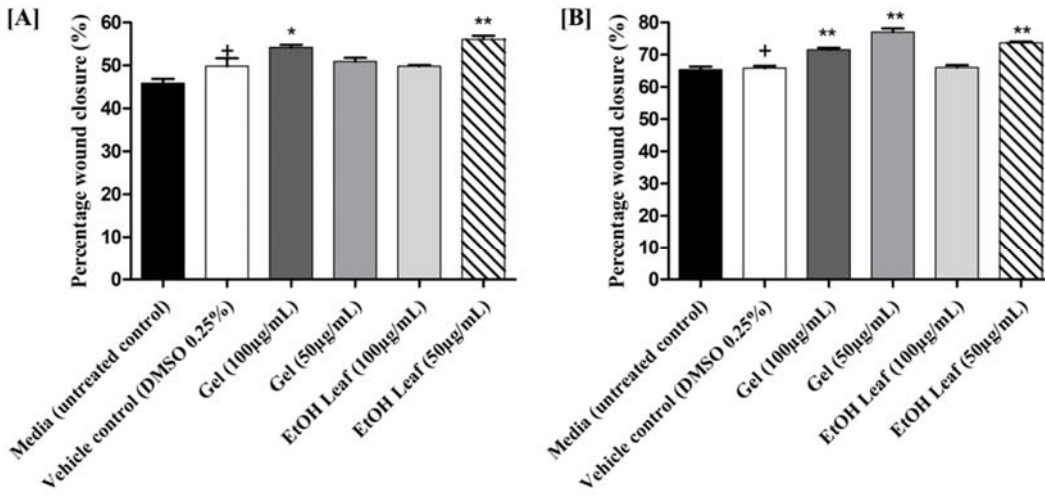 [A]
Percentage wound closure (%)
60
50
40
30
20
10
0
+
*
**
Media (untreated control)
Vehicle control (DMSO 0.25%)
Gel (100µg/mL)
Gel (50µg/mL)
EtOH Leaf (100µg/mL)
EtOH Leaf (50µg/mL)
[B]
Percentage wound closure (%)
80
70
60
50
40
30
20
10
0
+
**
**
**
Media (untreated control)
Vehicle control (DMSO 0.25%)
Gel (100µg/mL)
Gel (50µg/mL)
EtOH Leaf (100µg/mL)
EtOH Leaf (50µg/mL)